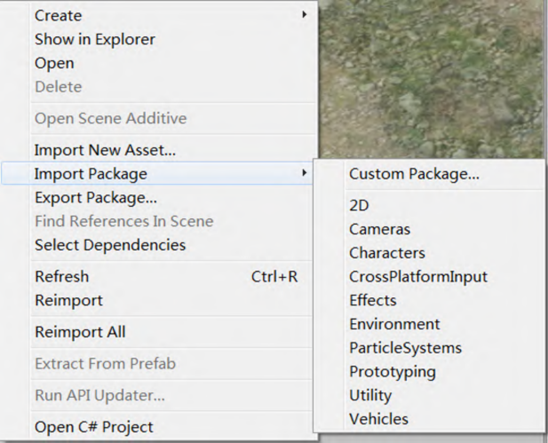 Create
Show in Explorer
Open
Delete
Open Scene Additive
Import New Asset...
Import Package
Export Package...
Find References In Scene
Select Dependencies
Refresh Ctrl+R
Reimport
Reimport All
Extract From Prefab
Run API Updater...
Open C# Project
Custom Package...
2D
Cameras
Characters
CrossPlatformInput
Effects
Environment
ParticleSystems
Prototyping
Utility
Vehicles